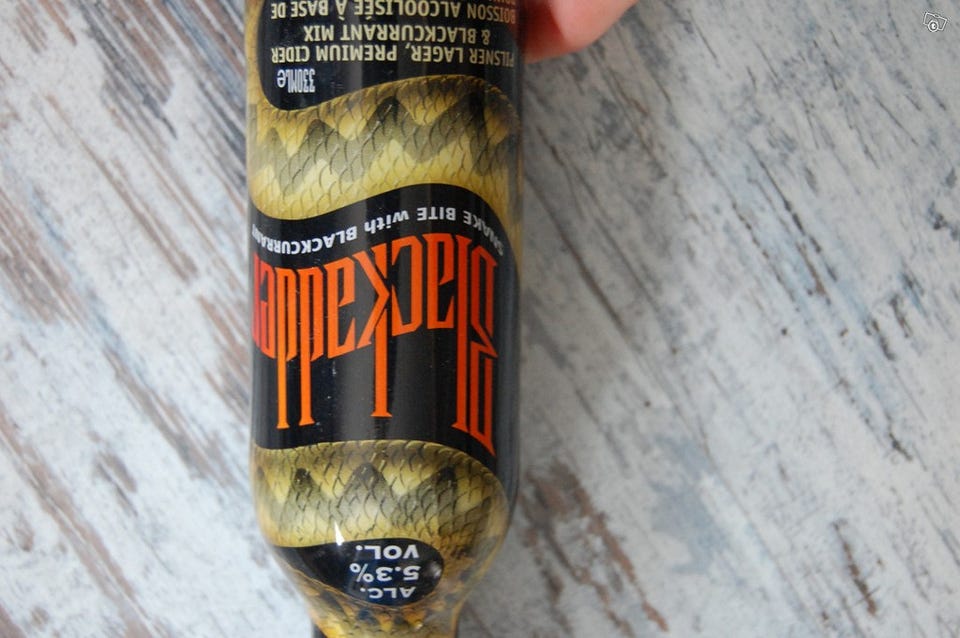 ALC.
5.3%
VOL.
Blackadder
SNAKE BITE with BLACKCURRANT
330ML e
PILSNER LAGER, PREMIUM CIDER
& BLACKCURRANT MIX
BOISSON ALCOOLISÉE À BASE DE